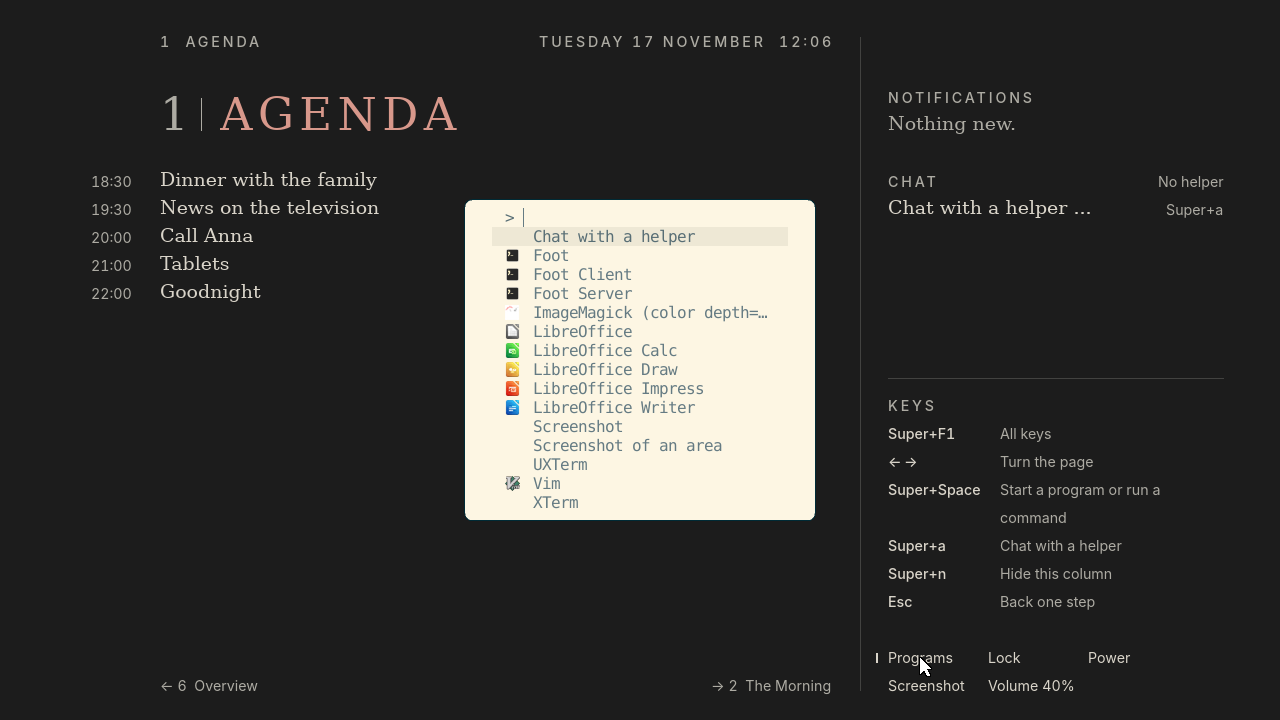 1 AGENDA
TUESDAY 17 NOVEMBER 12:06
1 AGENDA
18:30 Dinner with the family
19:30 News on the television
20:00 Call Anna
21:00 Tablets
22:00 Goodnight
>
Chat with a helper
Foot
Foot Client
Foot Server
ImageMagick (color depth=…
LibreOffice
LibreOffice Calc
LibreOffice Draw
LibreOffice Impress
LibreOffice Writer
Screenshot
Screenshot of an area
UXTerm
Vim
XTerm
← 6 Overview
→ 2 The Morning
NOTIFICATIONS
Nothing new.
CHAT No helper
Chat with a helper ... Super+a
KEYS
Super+F1 All keys
← → Turn the page
Super+Space Start a program or run a
command
Super+a Chat with a helper
Super+n Hide this column
Esc Back one step
Programs Lock Power
Screenshot Volume 40%